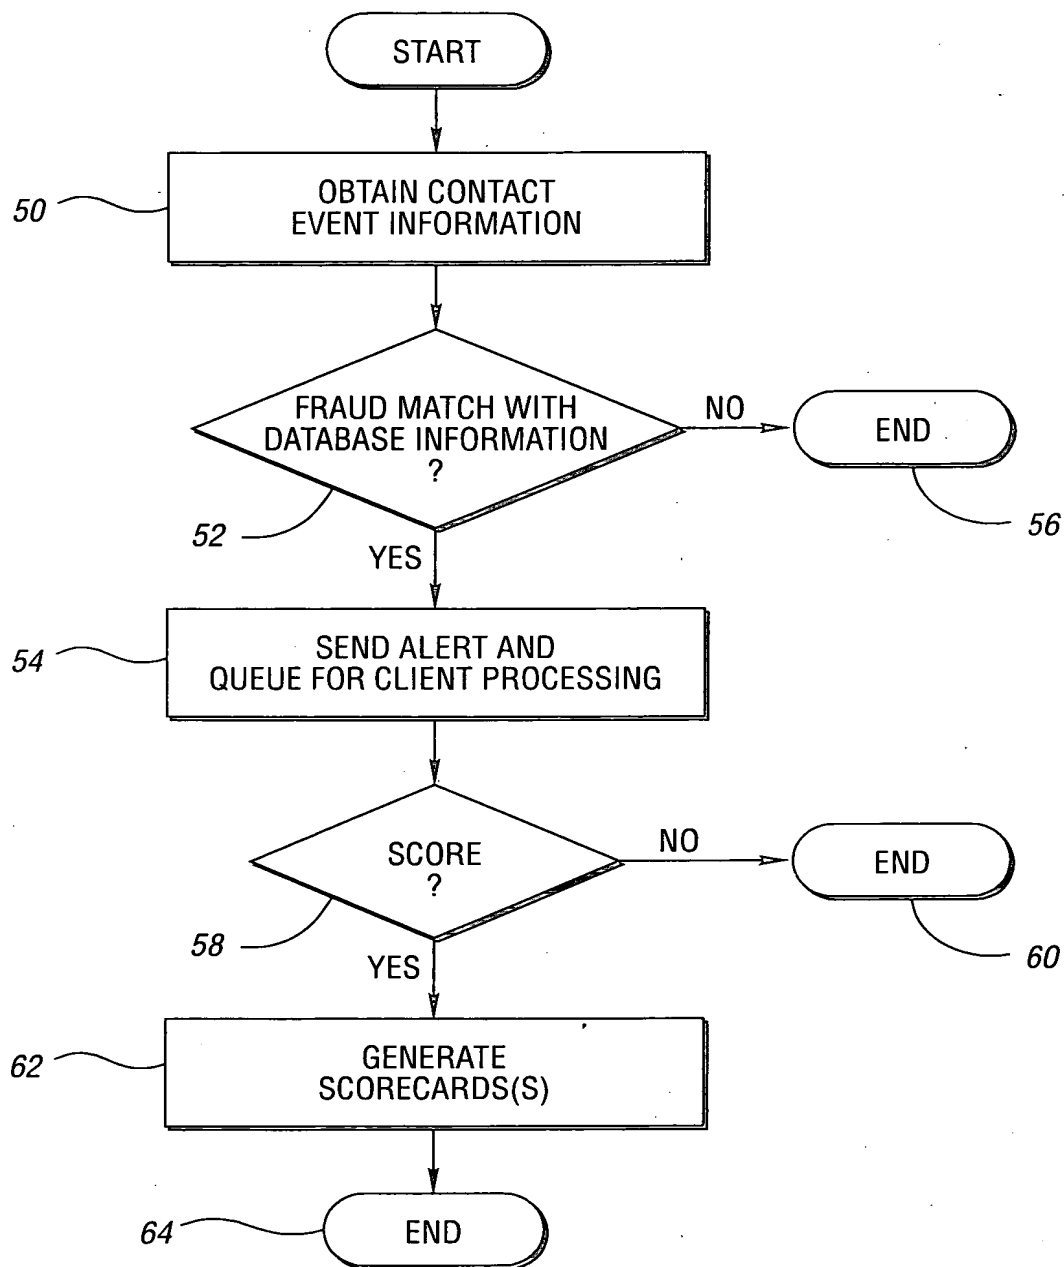 START
50
OBTAIN CONTACT
EVENT INFORMATION
FRAUD MATCH WITH
DATABASE INFORMATION
?
NO
END
52
56
YES
54
SEND ALERT AND
QUEUE FOR CLIENT PROCESSING
SCORE
?
NO
END
58
60
YES
62
GENERATE
SCORECARDS(S)
64
END